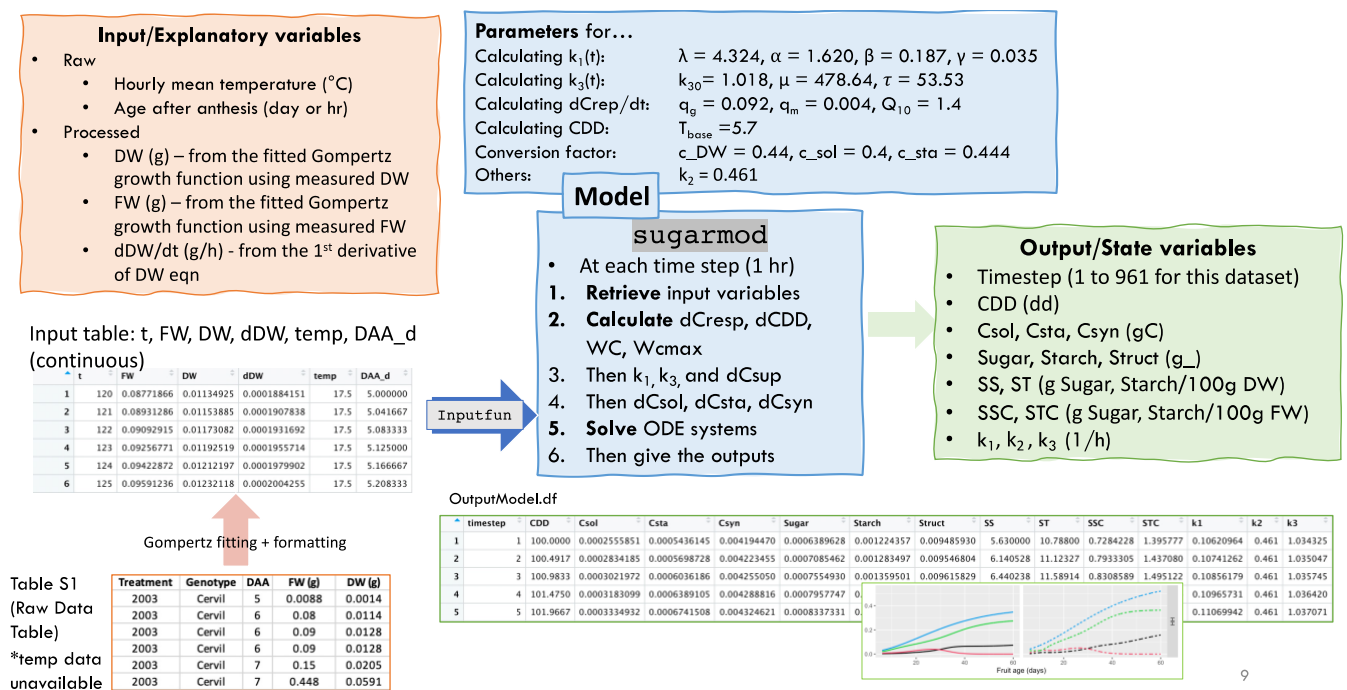 Input/Explanatory variables
• Raw
• Hourly mean temperature (°C)
• Age after anthesis (day or hr)
• Processed
• DW (g) – from the fitted Gompertz
growth function using measured DW
• FW (g) – from the fitted Gompertz
growth function using measured FW
• dDW/dt (g/h) - from the 1st derivative
of DW eqn
Parameters for…
Calculating k₁(t): λ = 4.324, α = 1.620, β = 0.187, γ = 0.035
Calculating k₃(t): k₃₀= 1.018, μ = 478.64, τ = 53.53
Calculating dCrep/dt: q_g = 0.092, q_m = 0.004, Q₁₀ = 1.4
Calculating CDD: T_base =5.7
Conversion factor: c_DW = 0.44, c_sol = 0.4, c_sta = 0.444
Others: k₂ = 0.461
Model
sugarmod
• At each time step (1 hr)
1. Retrieve input variables
2. Calculate dCresp, dCDD,
WC, Wcmax
3. Then k₁, k₃, and dCsup
4. Then dCsol, dCsta, dCsyn
5. Solve ODE systems
6. Then give the outputs
Output/State variables
• Timestep (1 to 961 for this dataset)
• CDD (dd)
• Csol, Csta, Csyn (gC)
• Sugar, Starch, Struct (g_)
• SS, ST (g Sugar, Starch/100g DW)
• SSC, STC (g Sugar, Starch/100g FW)
• k₁, k₂ , k₃ (1/h)
Input table: t, FW, DW, dDW, temp, DAA_d
(continuous)
t FW DW dDW temp DAA_d
1 120 0.08771866 0.01134925 0.0001884151 17.5 5.000000
2 121 0.08931286 0.01153885 0.0001907838 17.5 5.041667
3 122 0.09092915 0.01173082 0.0001931692 17.5 5.083333
4 123 0.09256771 0.01192519 0.0001955714 17.5 5.125000
5 124 0.09422872 0.01212197 0.0001979902 17.5 5.166667
6 125 0.09591236 0.01232118 0.0002004255 17.5 5.208333
Inputfun
Gompertz fitting + formatting
Table S1
(Raw Data
Table)
*temp data
unavailable
Treatment Genotype DAA FW (g) DW (g)
2003 Cervil 5 0.0088 0.0014
2003 Cervil 6 0.08 0.0114
2003 Cervil 6 0.09 0.0128
2003 Cervil 6 0.09 0.0128
2003 Cervil 7 0.15 0.0205
2003 Cervil 7 0.448 0.0591
OutputModel.df
timestep CDD Csol Csta Csyn Sugar Starch Struct SS ST SSC STC k1 k2 k3
1 1 100.0000 0.0002555851 0.0005436145 0.004194470 0.0006389628 0.001224357 0.009485930 5.630000 10.78800 0.7284228 1.395777 0.10620964 0.461 1.034325
2 2 100.4917 0.0002834185 0.0005698728 0.004223455 0.0007085462 0.001283497 0.009546804 6.140528 11.12327 0.7933305 1.437080 0.10741262 0.461 1.035047
3 3 100.9833 0.0003021972 0.0006036186 0.004255050 0.0007554930 0.001359501 0.009615829 6.440238 11.58914 0.8308589 1.495122 0.10856179 0.461 1.035745
4 4 101.4750 0.0003183099 0.0006389105 0.004288816 0.0007957747 0.00 0.10965731 0.461 1.036420
5 5 101.9667 0.0003334932 0.0006741508 0.004324621 0.0008337331 0.00 0.11069942 0.461 1.037071
0.4
0.2
0.0
20 40 60 20 40 60
Fruit age (days)
HH
9